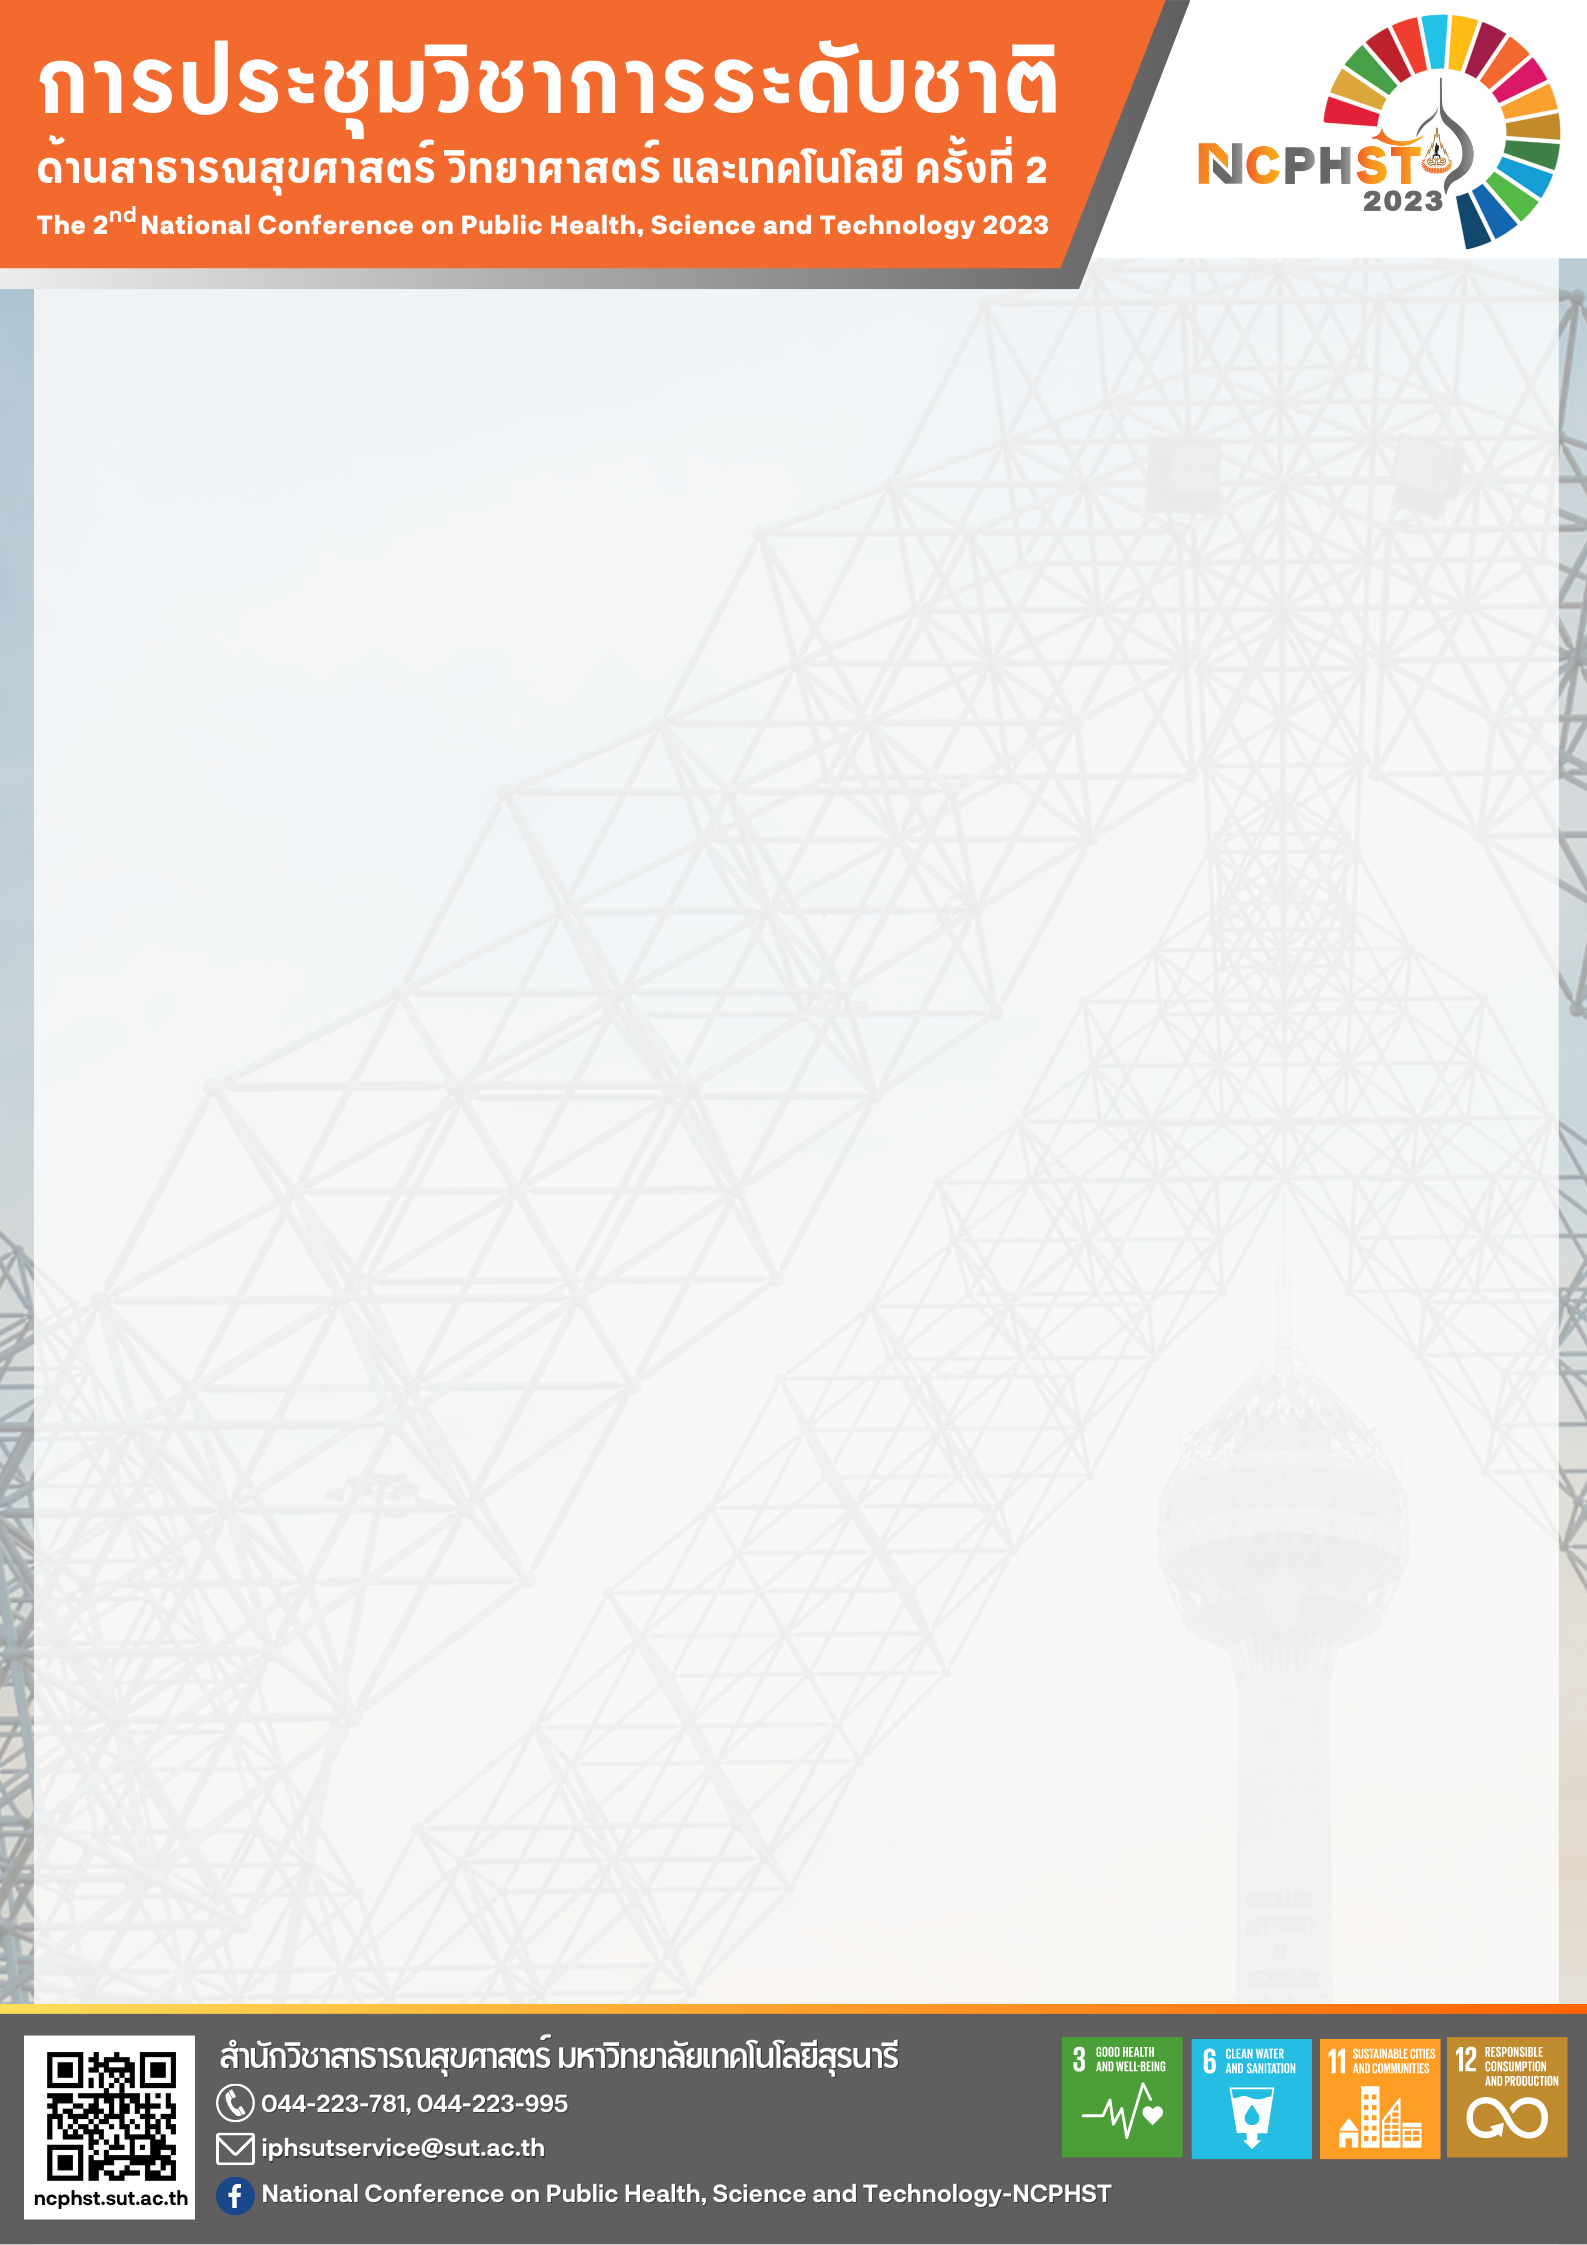 การประชุมวิชาการระดับชาติ
ด้านสาธารณสุขศาสตร์ วิทยาศาสตร์ และเทคโนโลยี ครั้งที่ 2
The 2nd National Conference on Public Health, Science and Technology 2023
NCPHST
2023
สำนักวิชาสาธารณสุขศาสตร์ มหาวิทยาลัยเทคโนโลยีสุรนารี
044-223-781, 044-223-995
iphsutservice@sut.ac.th
National Conference on Public Health, Science and Technology-NCPHST
ncphst.sut.ac.th
3 GOOD HEALTH
AND WELL-BEING
6 CLEAN WATER
AND SANITATION
11 SUSTAINABLE CITIES
AND COMMUNITIES
12 RESPONSIBLE
CONSUMPTION
AND PRODUCTION